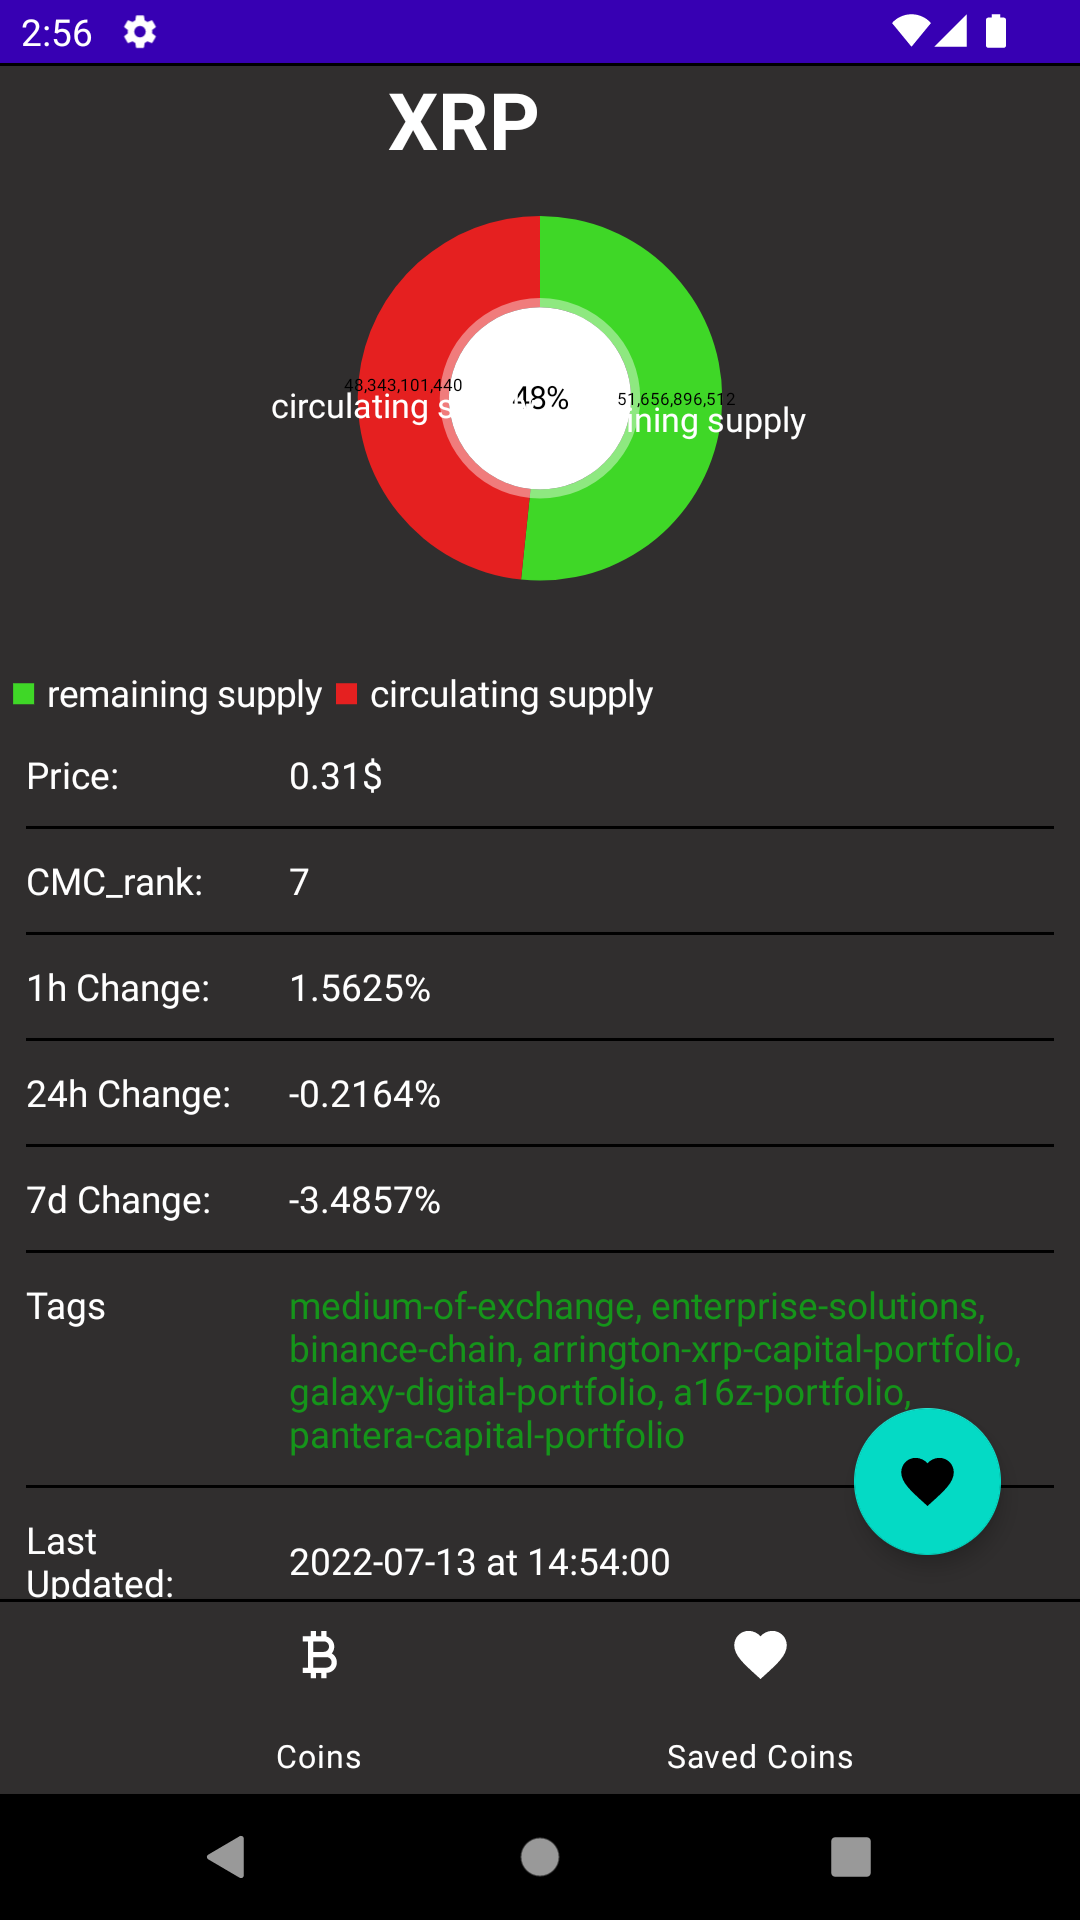 2:56
XRP
48,343,101,440
circulating s
48%
51,656,896,512
ining supply
remaining supply
circulating supply
Price: 0.31$
CMC_rank: 7
1h Change: 1.5625%
24h Change: -0.2164%
7d Change: -3.4857%
Tags medium-of-exchange, enterprise-solutions,
binance-chain, arrington-xrp-capital-portfolio,
galaxy-digital-portfolio, a16z-portfolio,
pantera-capital-portfolio
Last
Updated: 2022-07-13 at 14:54:00
Coins
Saved Coins